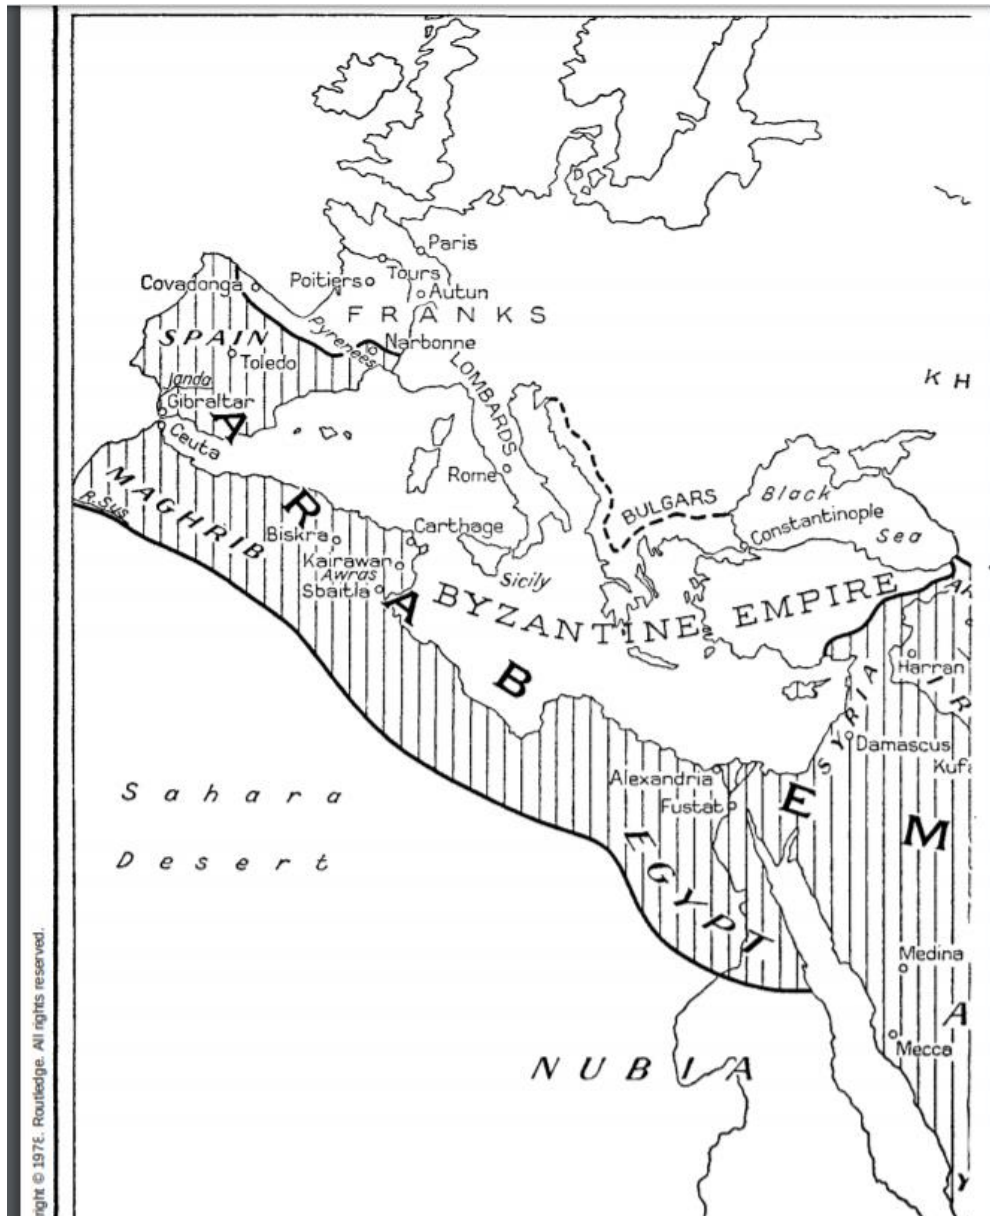 Paris
Tours
Poitiers
Autun
Covadonga
FRANKS
Pyrenees
Narbonne
SPAIN
Toledo
LOMBARDS
KH
Janda
Gibraltar
A
Ceuta
Rome
MAGHRIB
R. Sus
R
BULGARS
Black
Sea
Constantinople
Carthage
Biskra
Kairawan
Awras
Sbaitla
Sicily
A
BYZANTINE EMPIRE
B
Harran
SYRIA
Damascus
Kufa
Alexandria
Fustat
E
M
Sahara
Desert
EGYPT
Medina
A
Mecca
NUBIA
Y
right © 197E. Routledge. All rights reserved.